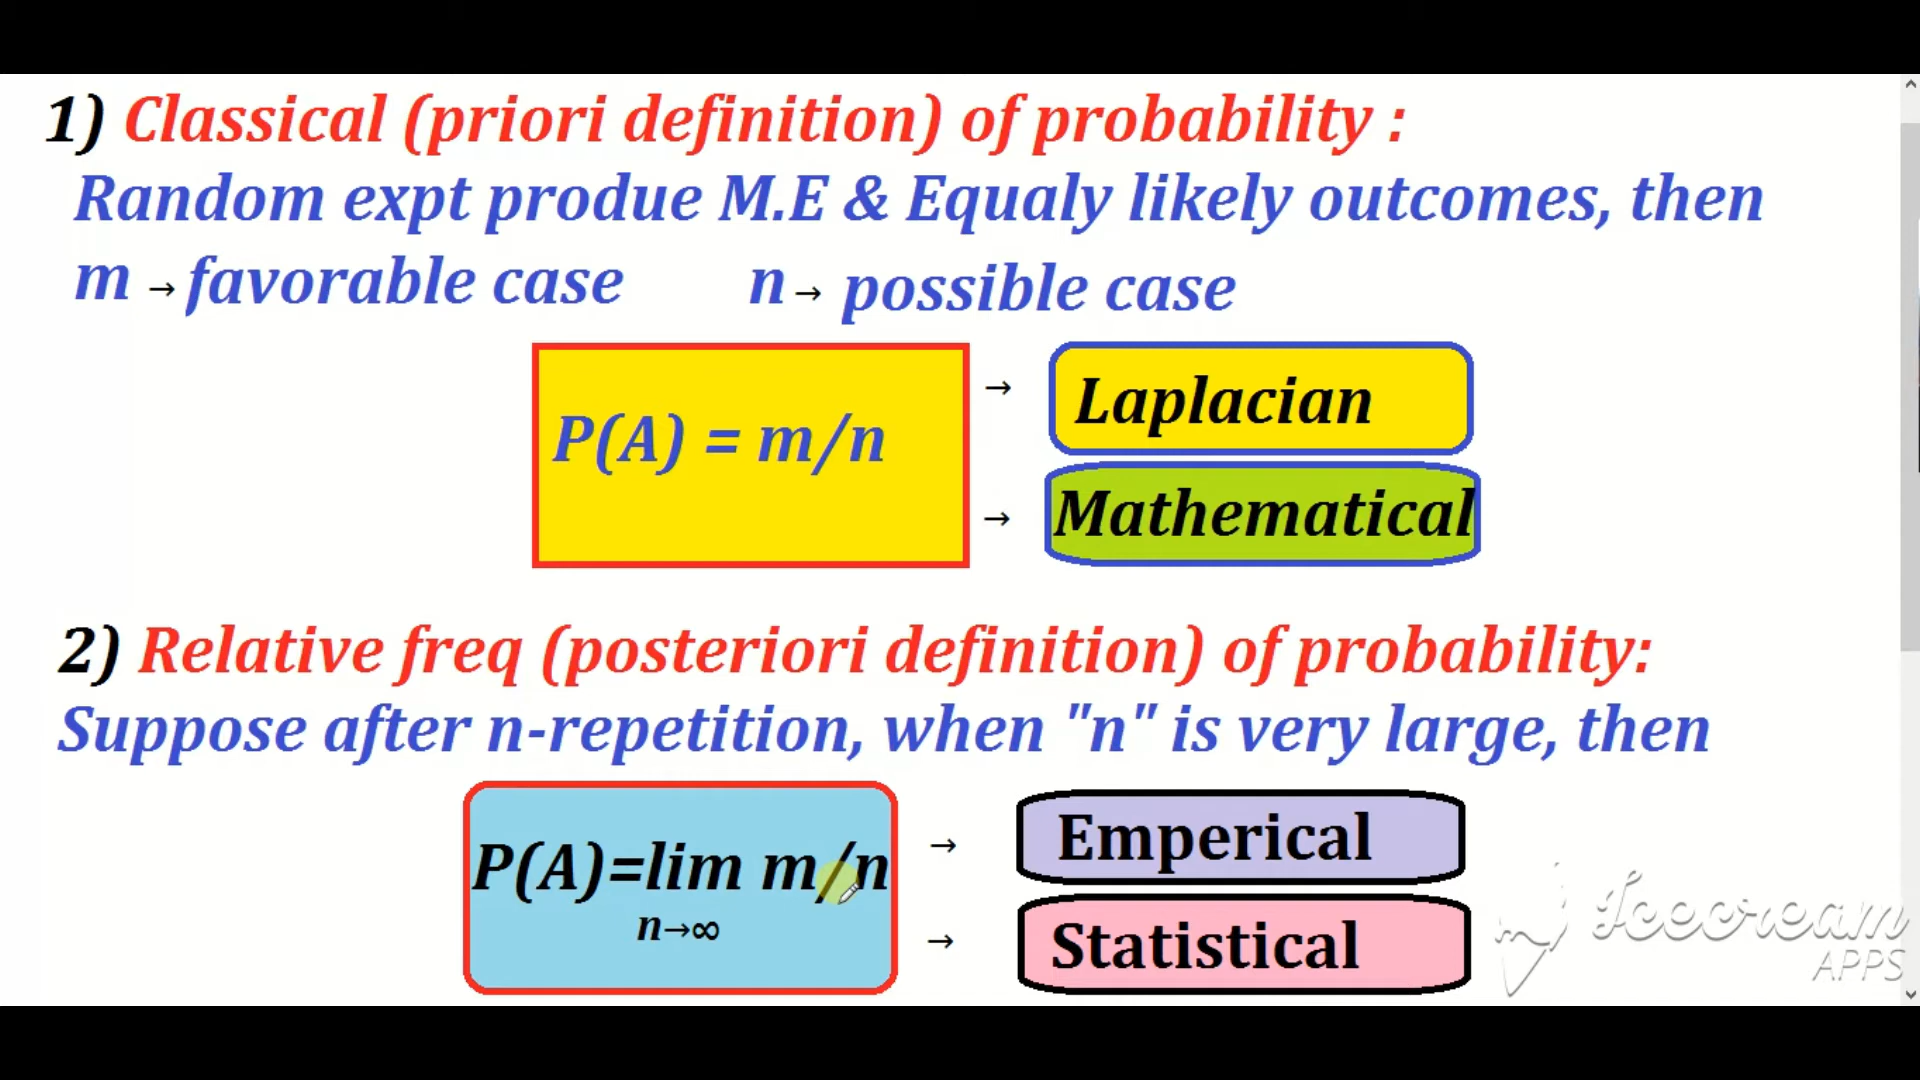 1) Classical (priori definition) of probability :
Random expt produe M.E & Equaly likely outcomes, then
m → favorable case n → possible case
P(A) = m/n
→ Laplacian
→ Mathematical
2) Relative freq (posteriori definition) of probability:
Suppose after n-repetition, when "n" is very large, then
P(A)=lim m/n
n→∞
→ Emperical
→ Statistical
Icecream
APPS